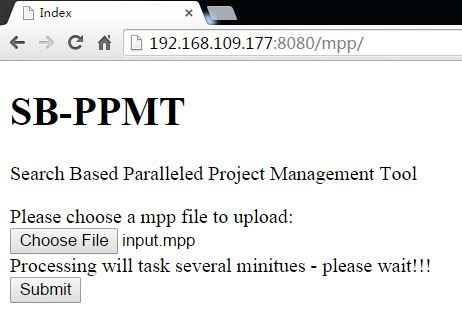 Index
192.168.109.177:8080/mpp/
SB-PPMT
Search Based Paralleled Project Management Tool
Please choose a mpp file to upload:
Choose File input.mpp
Processing will task several minitues - please wait!!!
Submit